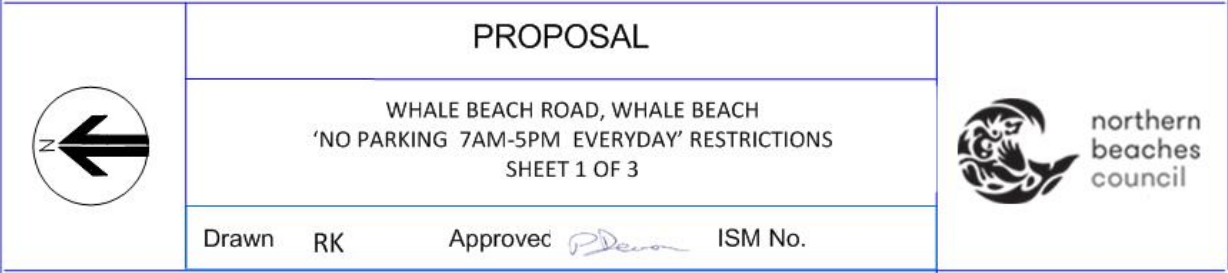 PROPOSAL
N
WHALE BEACH ROAD, WHALE BEACH
'NO PARKING 7AM-5PM EVERYDAY' RESTRICTIONS
SHEET 1 OF 3
northern
beaches
council
Drawn RK Approved ISM No.